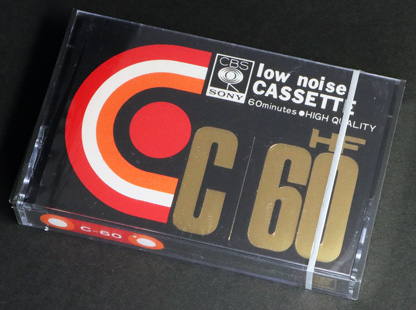 CBS
SONY
low noise
CASSETTE
60minutes ●HIGH QUALITY
HF
C 60
C-60